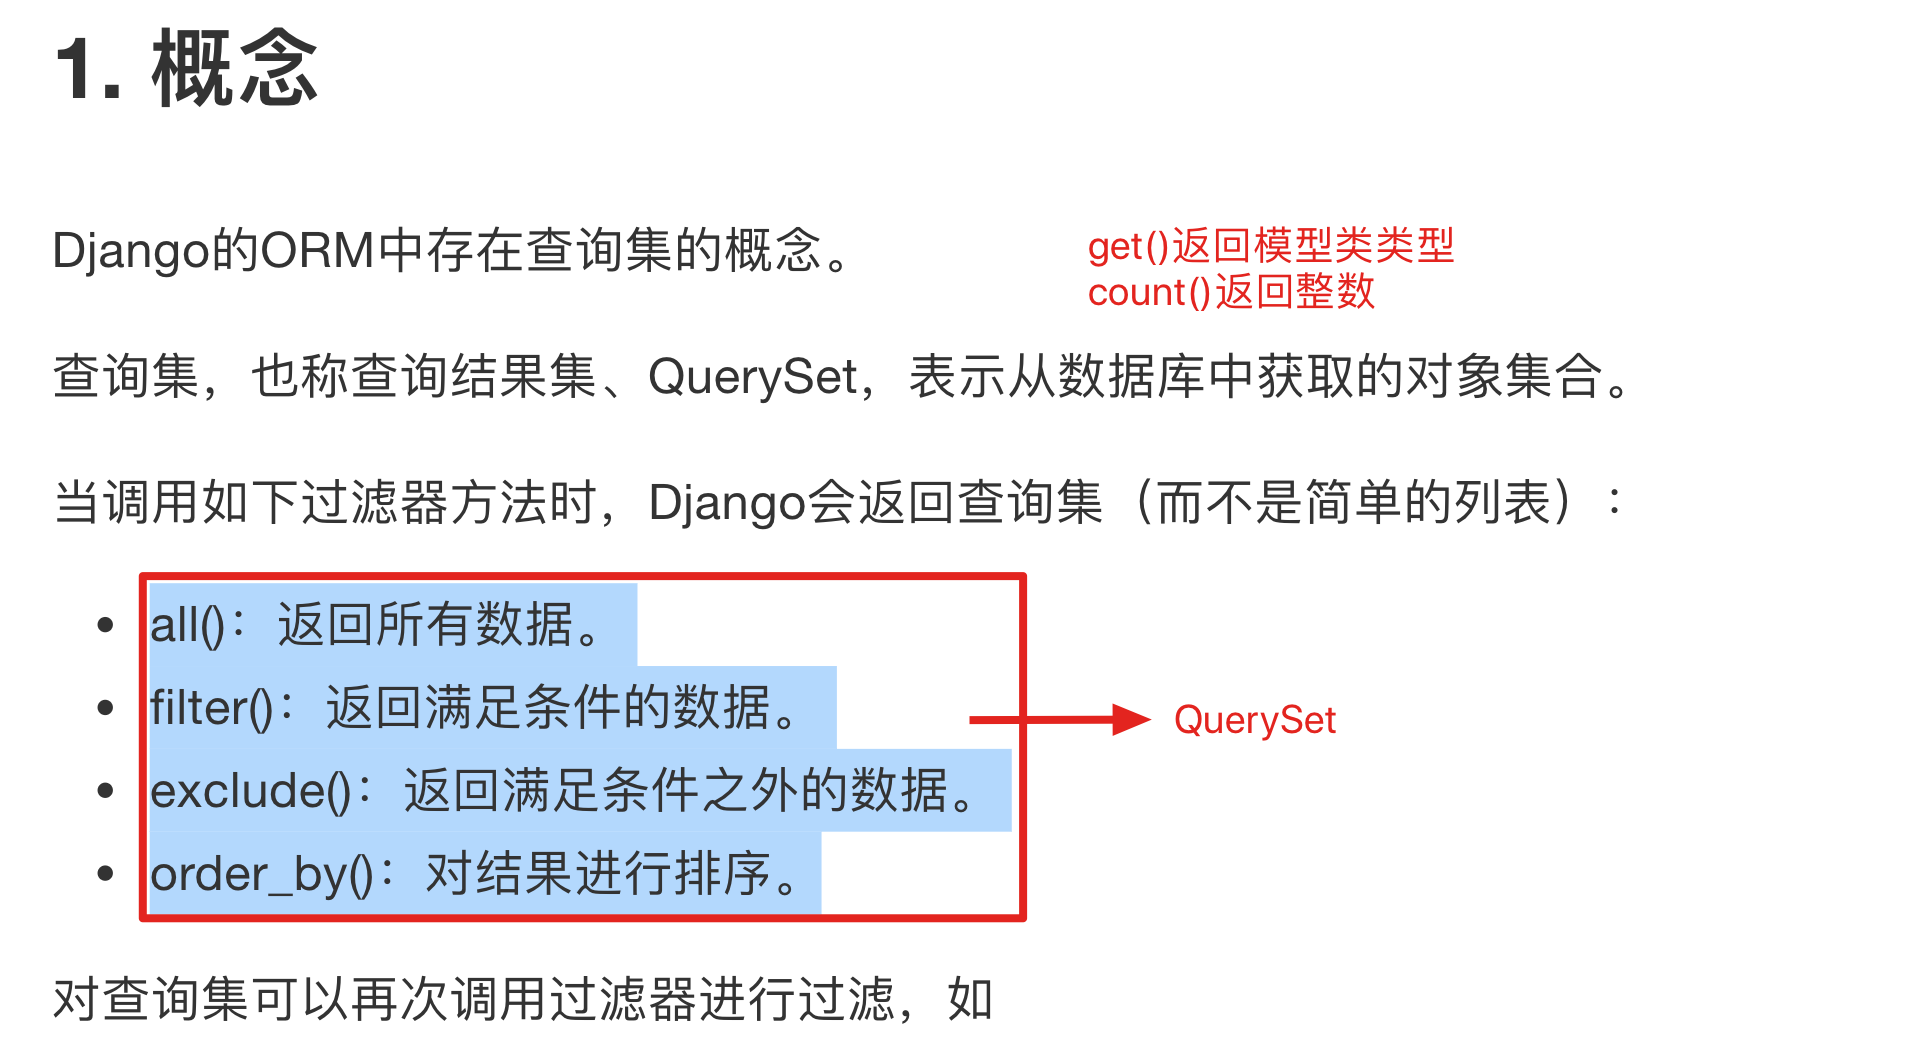 1. 概念
Django的ORM中存在查询集的概念。
get()返回模型类类型
count()返回整数
查询集，也称查询结果集、QuerySet，表示从数据库中获取的对象集合。
当调用如下过滤器方法时，Django会返回查询集（而不是简单的列表）：
• all()：返回所有数据。
• filter()：返回满足条件的数据。
QuerySet
• exclude()：返回满足条件之外的数据。
• order_by()：对结果进行排序。
对查询集可以再次调用过滤器进行过滤，如